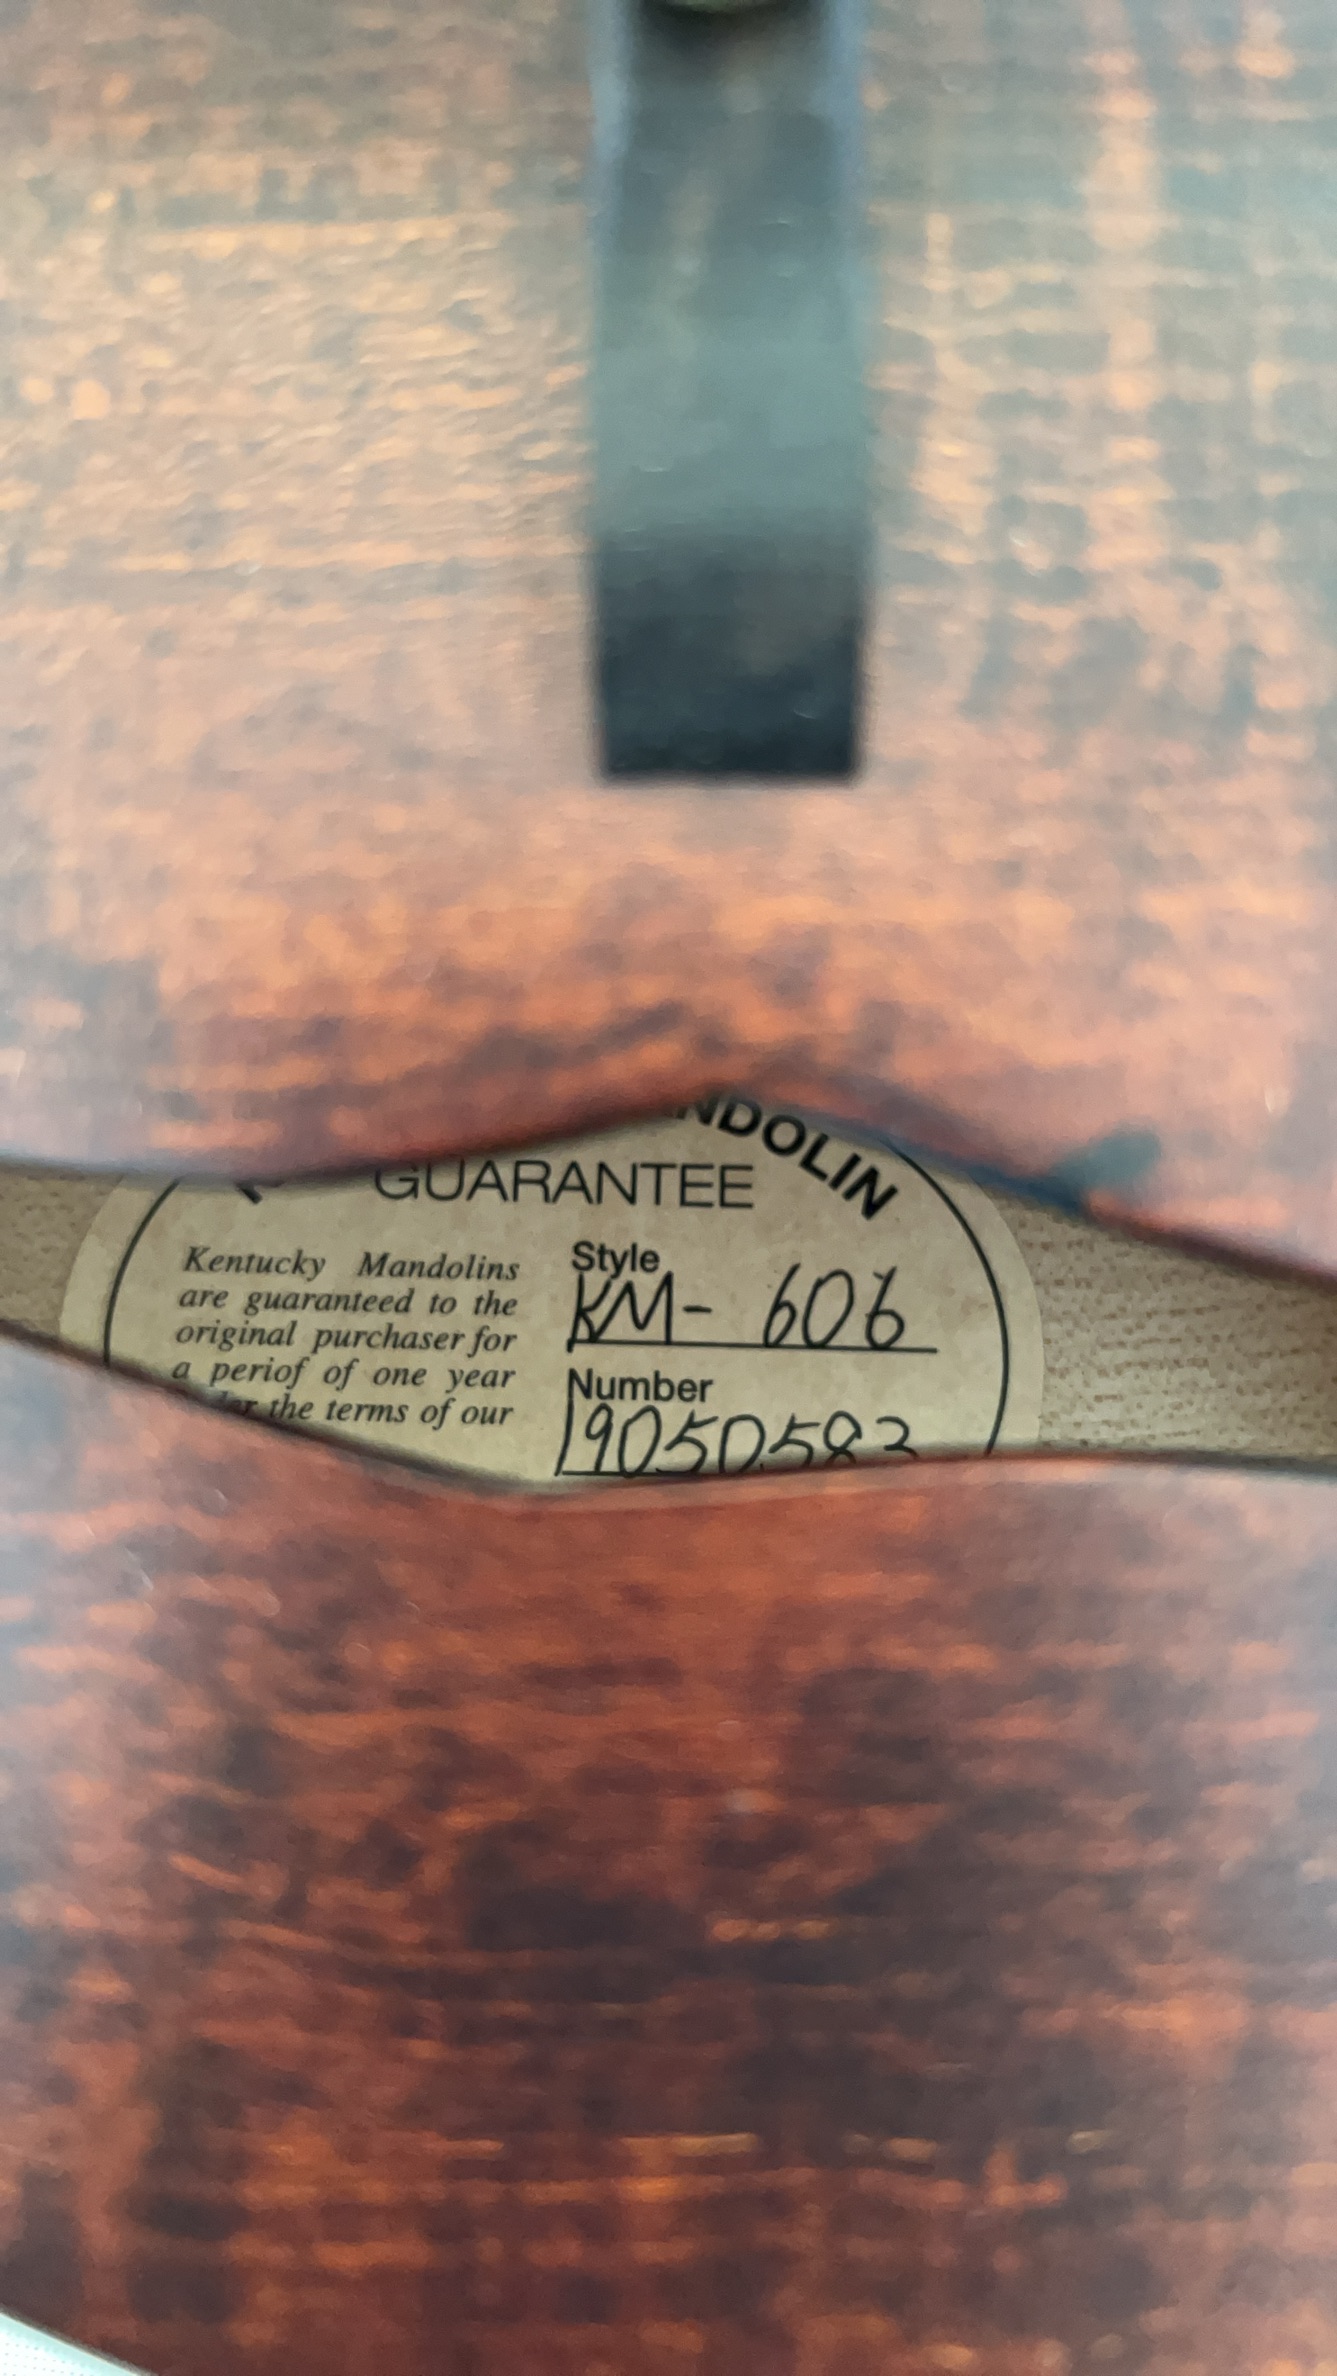 NDOLIN
GUARANTEE
Kentucky Mandolins
are guaranteed to the
original purchaser for
a periof of one year
the terms of our
Style
KM- 606
Number
19050583